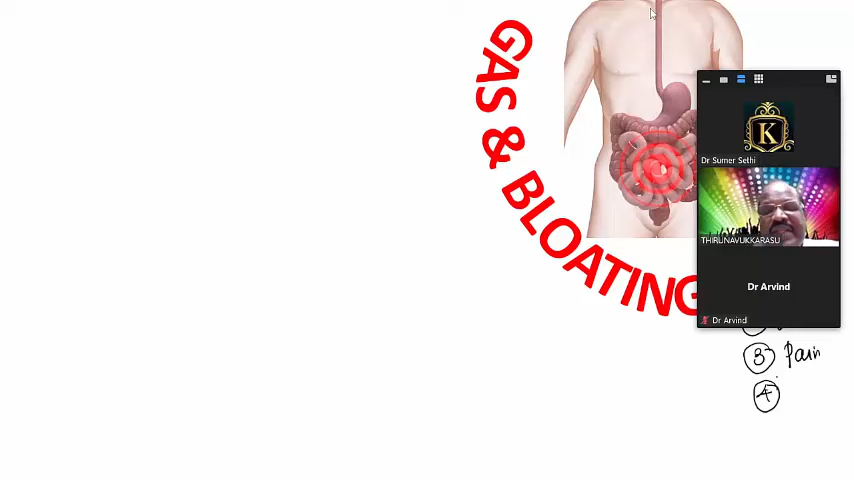 GAS & BLOATING
K
Dr Sumer Sethi
THIRUNAVUKKARASU
Dr Arvind
Dr Arvind
3 Pain
4